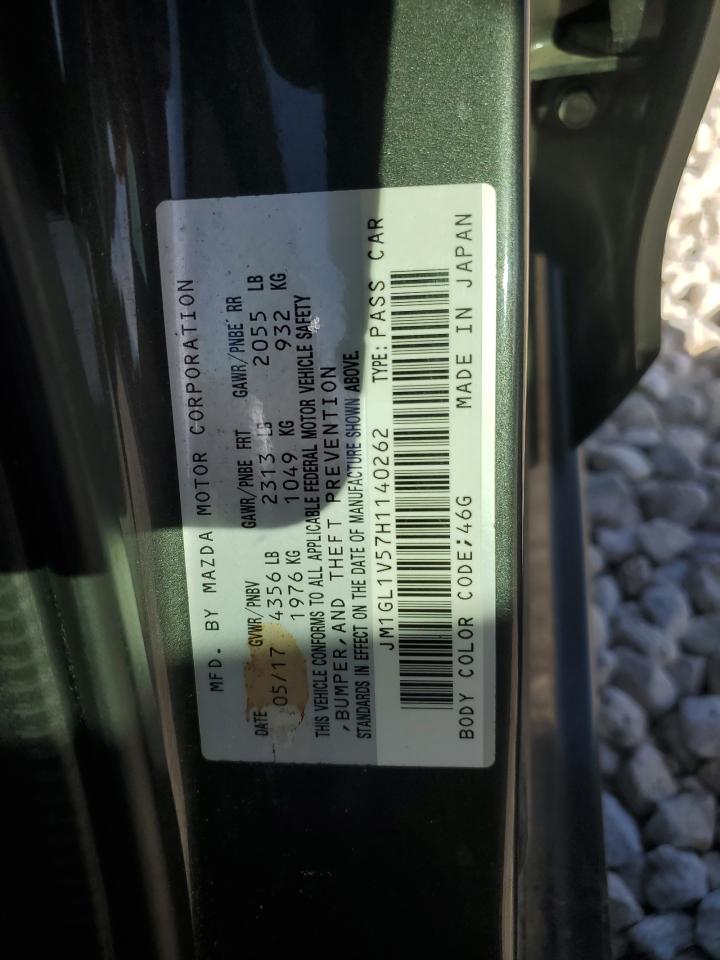 MFD. BY MAZDA MOTOR CORPORATION
DATE GVWR/PNBV GAWR/PNBE FRT GAWR/PNBE RR
05/17 4356 LB 2313 LB 2055 LB
1976 KG 1049 KG 932 KG
THIS VEHICLE CONFORMS TO ALL APPLICABLE FEDERAL MOTOR VEHICLE SAFETY
,BUMPER,AND THEFT PREVENTION
STANDARDS IN EFFECT ON THE DATE OF MANUFACTURE SHOWN ABOVE.
JM1GL1V57H1140262 TYPE: PASS CAR
BODY COLOR CODE;46G MADE IN JAPAN